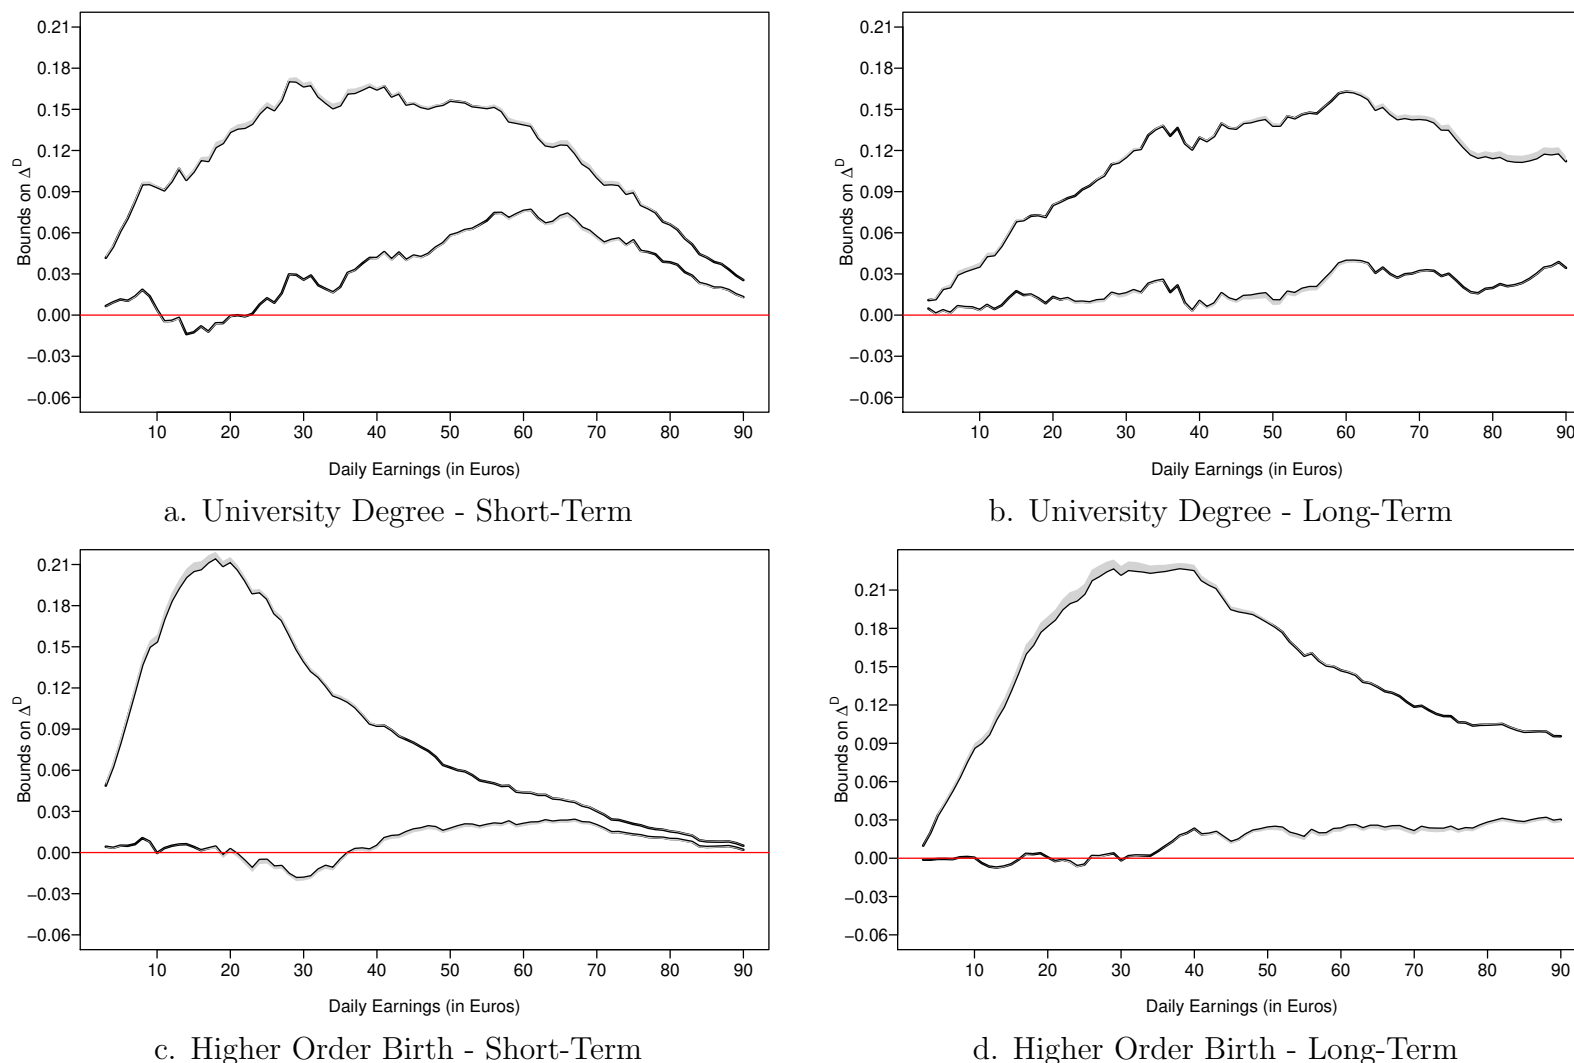 0.21
0.18
0.15
0.12
0.09
0.06
0.03
0.00
−0.03
−0.06
Bounds on Δ^D
10 20 30 40 50 60 70 80 90
Daily Earnings (in Euros)
a. University Degree - Short-Term
0.21
0.18
0.15
0.12
0.09
0.06
0.03
0.00
−0.03
−0.06
Bounds on Δ^D
10 20 30 40 50 60 70 80 90
Daily Earnings (in Euros)
b. University Degree - Long-Term
0.21
0.18
0.15
0.12
0.09
0.06
0.03
0.00
−0.03
−0.06
Bounds on Δ^D
10 20 30 40 50 60 70 80 90
Daily Earnings (in Euros)
c. Higher Order Birth - Short-Term
0.21
0.18
0.15
0.12
0.09
0.06
0.03
0.00
−0.03
−0.06
Bounds on Δ^D
10 20 30 40 50 60 70 80 90
Daily Earnings (in Euros)
d. Higher Order Birth - Long-Term